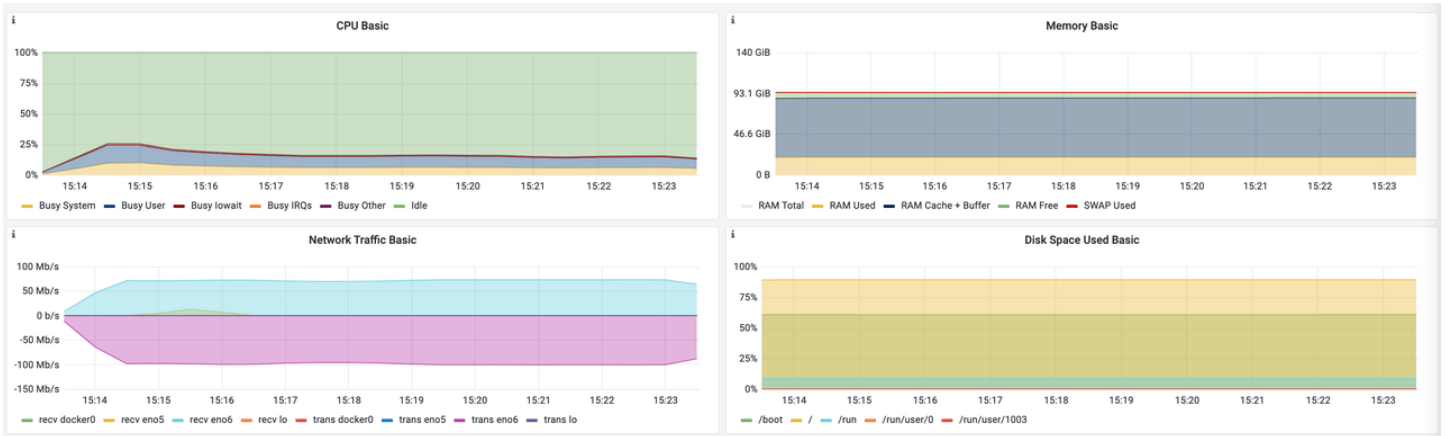 i
CPU Basic
100%
75%
50%
25%
0%
15:14 15:15 15:16 15:17 15:18 15:19 15:20 15:21 15:22 15:23
Busy System Busy User Busy Iowait Busy IRQs Busy Other Idle
i
Memory Basic
140 GiB
93.1 GiB
46.6 GiB
0 B
15:14 15:15 15:16 15:17 15:18 15:19 15:20 15:21 15:22 15:23
RAM Total RAM Used RAM Cache + Buffer RAM Free SWAP Used
i
Network Traffic Basic
100 Mb/s
50 Mb/s
0 b/s
-50 Mb/s
-100 Mb/s
-150 Mb/s
15:14 15:15 15:16 15:17 15:18 15:19 15:20 15:21 15:22 15:23
recv docker0 recv eno5 recv eno6 recv lo trans docker0 trans eno5 trans eno6 trans lo
i
Disk Space Used Basic
100%
75%
50%
25%
0%
15:14 15:15 15:16 15:17 15:18 15:19 15:20 15:21 15:22 15:23
/boot / /run /run/user/0 /run/user/1003